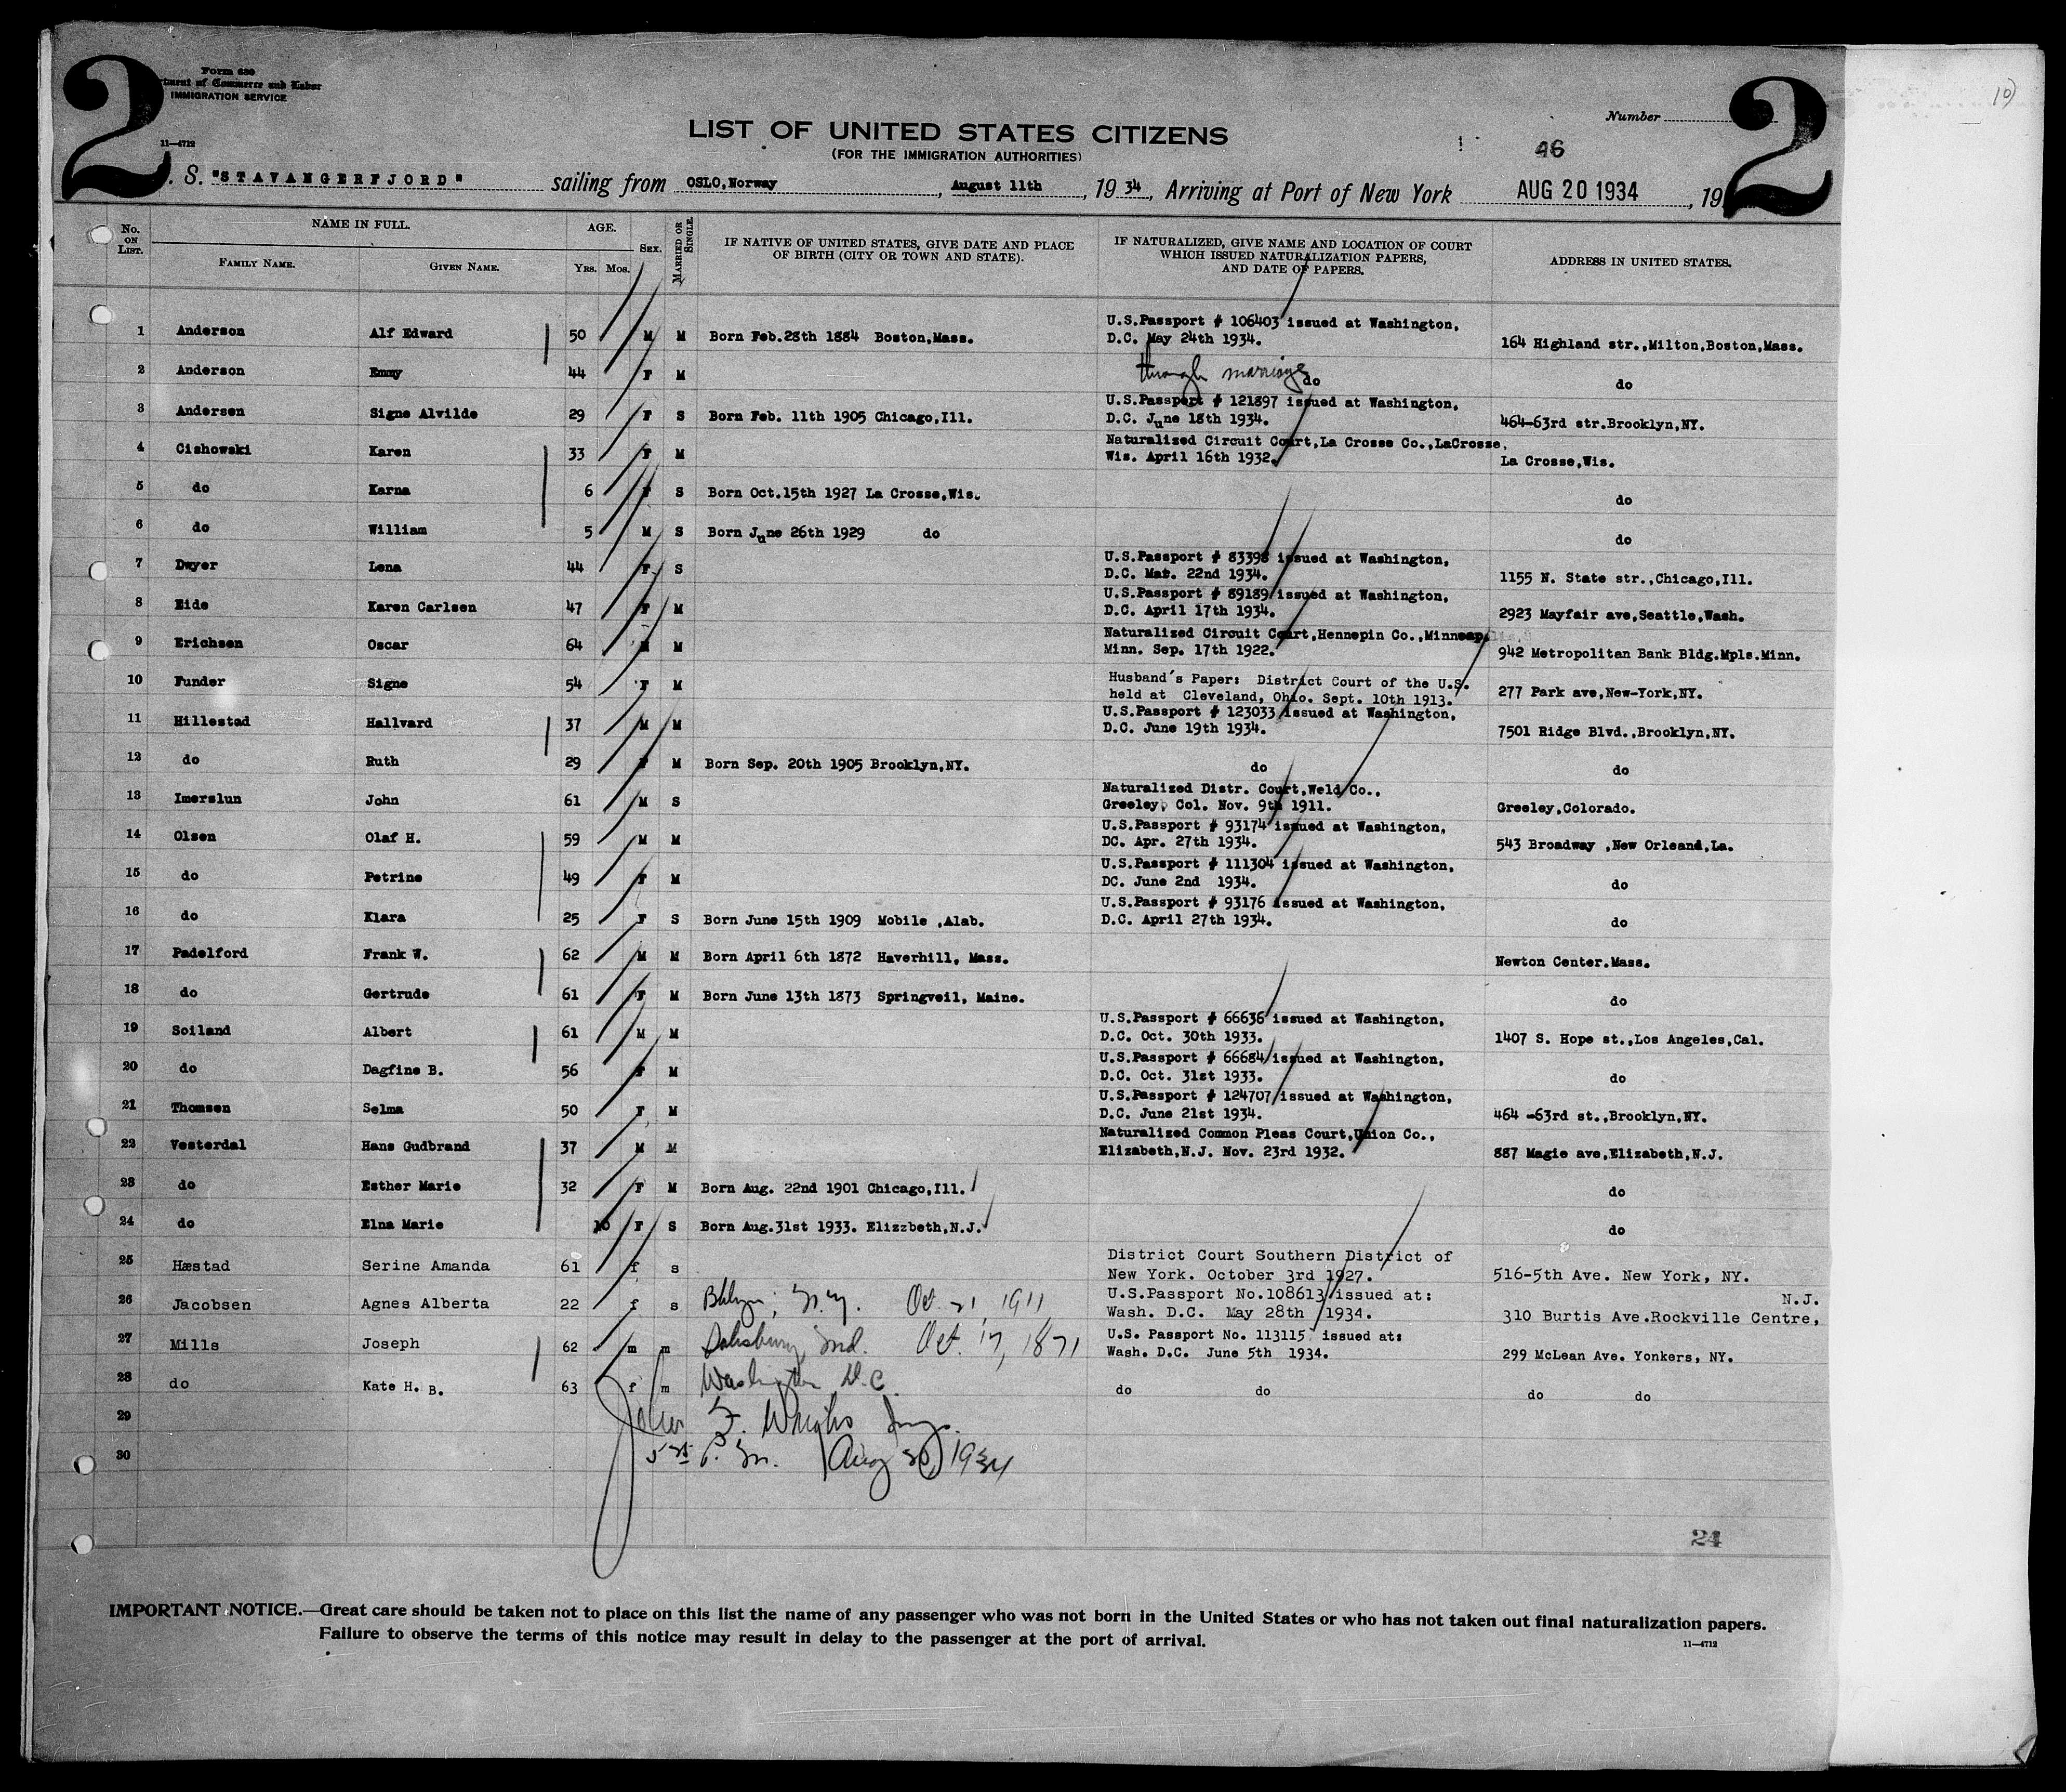 2 2
Form 630
rtment of Commerce and Labor
IMMIGRATION SERVICE
11—4712
10)
Number
LIST OF UNITED STATES CITIZENS
(FOR THE IMMIGRATION AUTHORITIES)
46
. S. "STAVANGERFJORD" sailing from OSLO,Norway, August 11th, 1934, Arriving at Port of New York AUG 20 1934, 19
No. ON LIST. NAME IN FULL. AGE. SEX. MARRIED OR SINGLE. IF NATIVE OF UNITED STATES, GIVE DATE AND PLACE OF BIRTH (CITY OR TOWN AND STATE). IF NATURALIZED, GIVE NAME AND LOCATION OF COURT WHICH ISSUED NATURALIZATION PAPERS, AND DATE OF PAPERS. ADDRESS IN UNITED STATES.
FAMILY NAME. GIVEN NAME. YRS. MOS.
1 Anderson Alf Edward 50 M M Born Feb.28th 1884 Boston,Mass. U.S.Passport # 106403 issued at Washington, D.C. May 24th 1934. 164 Highland str.,Milton,Boston,Mass.
2 Anderson Emmy 44 F M through marriage do do
3 Andersen Signe Alvilde 29 F S Born Feb. 11th 1905 Chicago,Ill. U.S.Passport # 121897 issued at Washington, D.C. June 18th 1934. 464-63rd str.Brooklyn,NY.
4 Cishowski Karen 33 F M Naturalized Circuit Court,La Crosse Co.,LaCrosse, Wis. April 16th 1932. La Crosse,Wis.
5 do Karna 6 F S Born Oct.15th 1927 La Crosse,Wis. do
6 do William 5 M S Born June 26th 1929 do do
7 Dwyer Lena 44 F S U.S.Passport # 83398 issued at Washington, D.C. Mar. 22nd 1934. 1155 N. State str.,Chicago,Ill.
8 Eide Karen Carlsen 47 F M U.S.Passport # 89189 issued at Washington, D.C. April 17th 1934. 2923 Mayfair ave,Seattle,Wash.
9 Erichsen Oscar 64 M M Naturalized Circuit Court,Hennepin Co.,Minneap. Minn. Sep. 17th 1922. 942 Metropolitan Bank Bldg.Mpls.Minn.
10 Funder Signe 54 F M Husband's Paper: District Court of the U.S. held at Cleveland, Ohio. Sept. 10th 1913. 277 Park ave,New-York,NY.
11 Hillestad Hallvard 37 M M U.S.Passport # 123033 issued at Washington, D.C. June 19th 1934. 7501 Ridge Blvd.,Brooklyn,NY.
12 do Ruth 29 F M Born Sep. 20th 1905 Brooklyn,NY. do do
13 Imerslun John 61 M S Naturalized Distr. Court,Weld Co., Greeley, Col. Nov. 9th 1911. Greeley,Colorado.
14 Olsen Olaf H. 59 M M U.S.Passport # 93174 issued at Washington, DC. Apr. 27th 1934. 543 Broadway ,New Orleand,La.
15 do Petrine 49 F M U.S.Passport # 111304 issued at Washington, DC. June 2nd 1934. do
16 do Klara 25 F S Born June 15th 1909 Mobile ,Alab. U.S.Passport # 93176 issued at Washington, D.C. April 27th 1934. do
17 Padelford Frank W. 62 M M Born April 6th 1872 Haverhill, Mass. Newton Center.Mass.
18 do Gertrude 61 F M Born June 13th 1873 Springveil, Maine. do
19 Soiland Albert 61 M M U.S.Passport # 66636 issued at Washington, D.C. Oct. 30th 1933. 1407 S. Hope st.,Los Angeles,Cal.
20 do Dagfine B. 56 F M U.S.Passport # 66684 issued at Washington, D.C. Oct. 31st 1933. do
21 Thomsen Selma 50 F M U.S.Passport # 124707 issued at Washington, D.C. June 21st 1934. 464 -63rd st.,Brooklyn,NY.
22 Vesterdal Hans Gudbrand 37 M M Naturalized Common Pleas Court,Union Co., Elizabeth,N.J. Nov. 23rd 1932. 887 Magie ave,Elizabeth,N.J.
23 do Esther Marie 32 F M Born Aug. 22nd 1901 Chicago,Ill. do
24 do Elna Marie 10 F S Born Aug.31st 1933. Elizzbeth,N.J. do
25 Hæstad Serine Amanda 61 f s District Court Southern District of New York. October 3rd 1927. 516-5th Ave. New York, NY.
26 Jacobsen Agnes Alberta 22 f s Bklyn, N.Y. Oct. 21, 1911 U.S.Passport No.108613 issued at: Wash. D.C. May 28th 1934. N.J. 310 Burtis Ave.Rockville Centre,
27 Mills Joseph 62 m m Salisbury Md. Oct. 17, 1871 U.S. Passport No. 113115 issued at: Wash. D.C. June 5th 1934. 299 McLean Ave. Yonkers, NY.
28 do Kate H. B. 63 f m Washington D.C. do do do do
29 John F. Insp.
30 P.M. Aug 20, 1934
24
IMPORTANT NOTICE.—Great care should be taken not to place on this list the name of any passenger who was not born in the United States or who has not taken out final naturalization papers.
Failure to observe the terms of this notice may result in delay to the passenger at the port of arrival.
11—4712